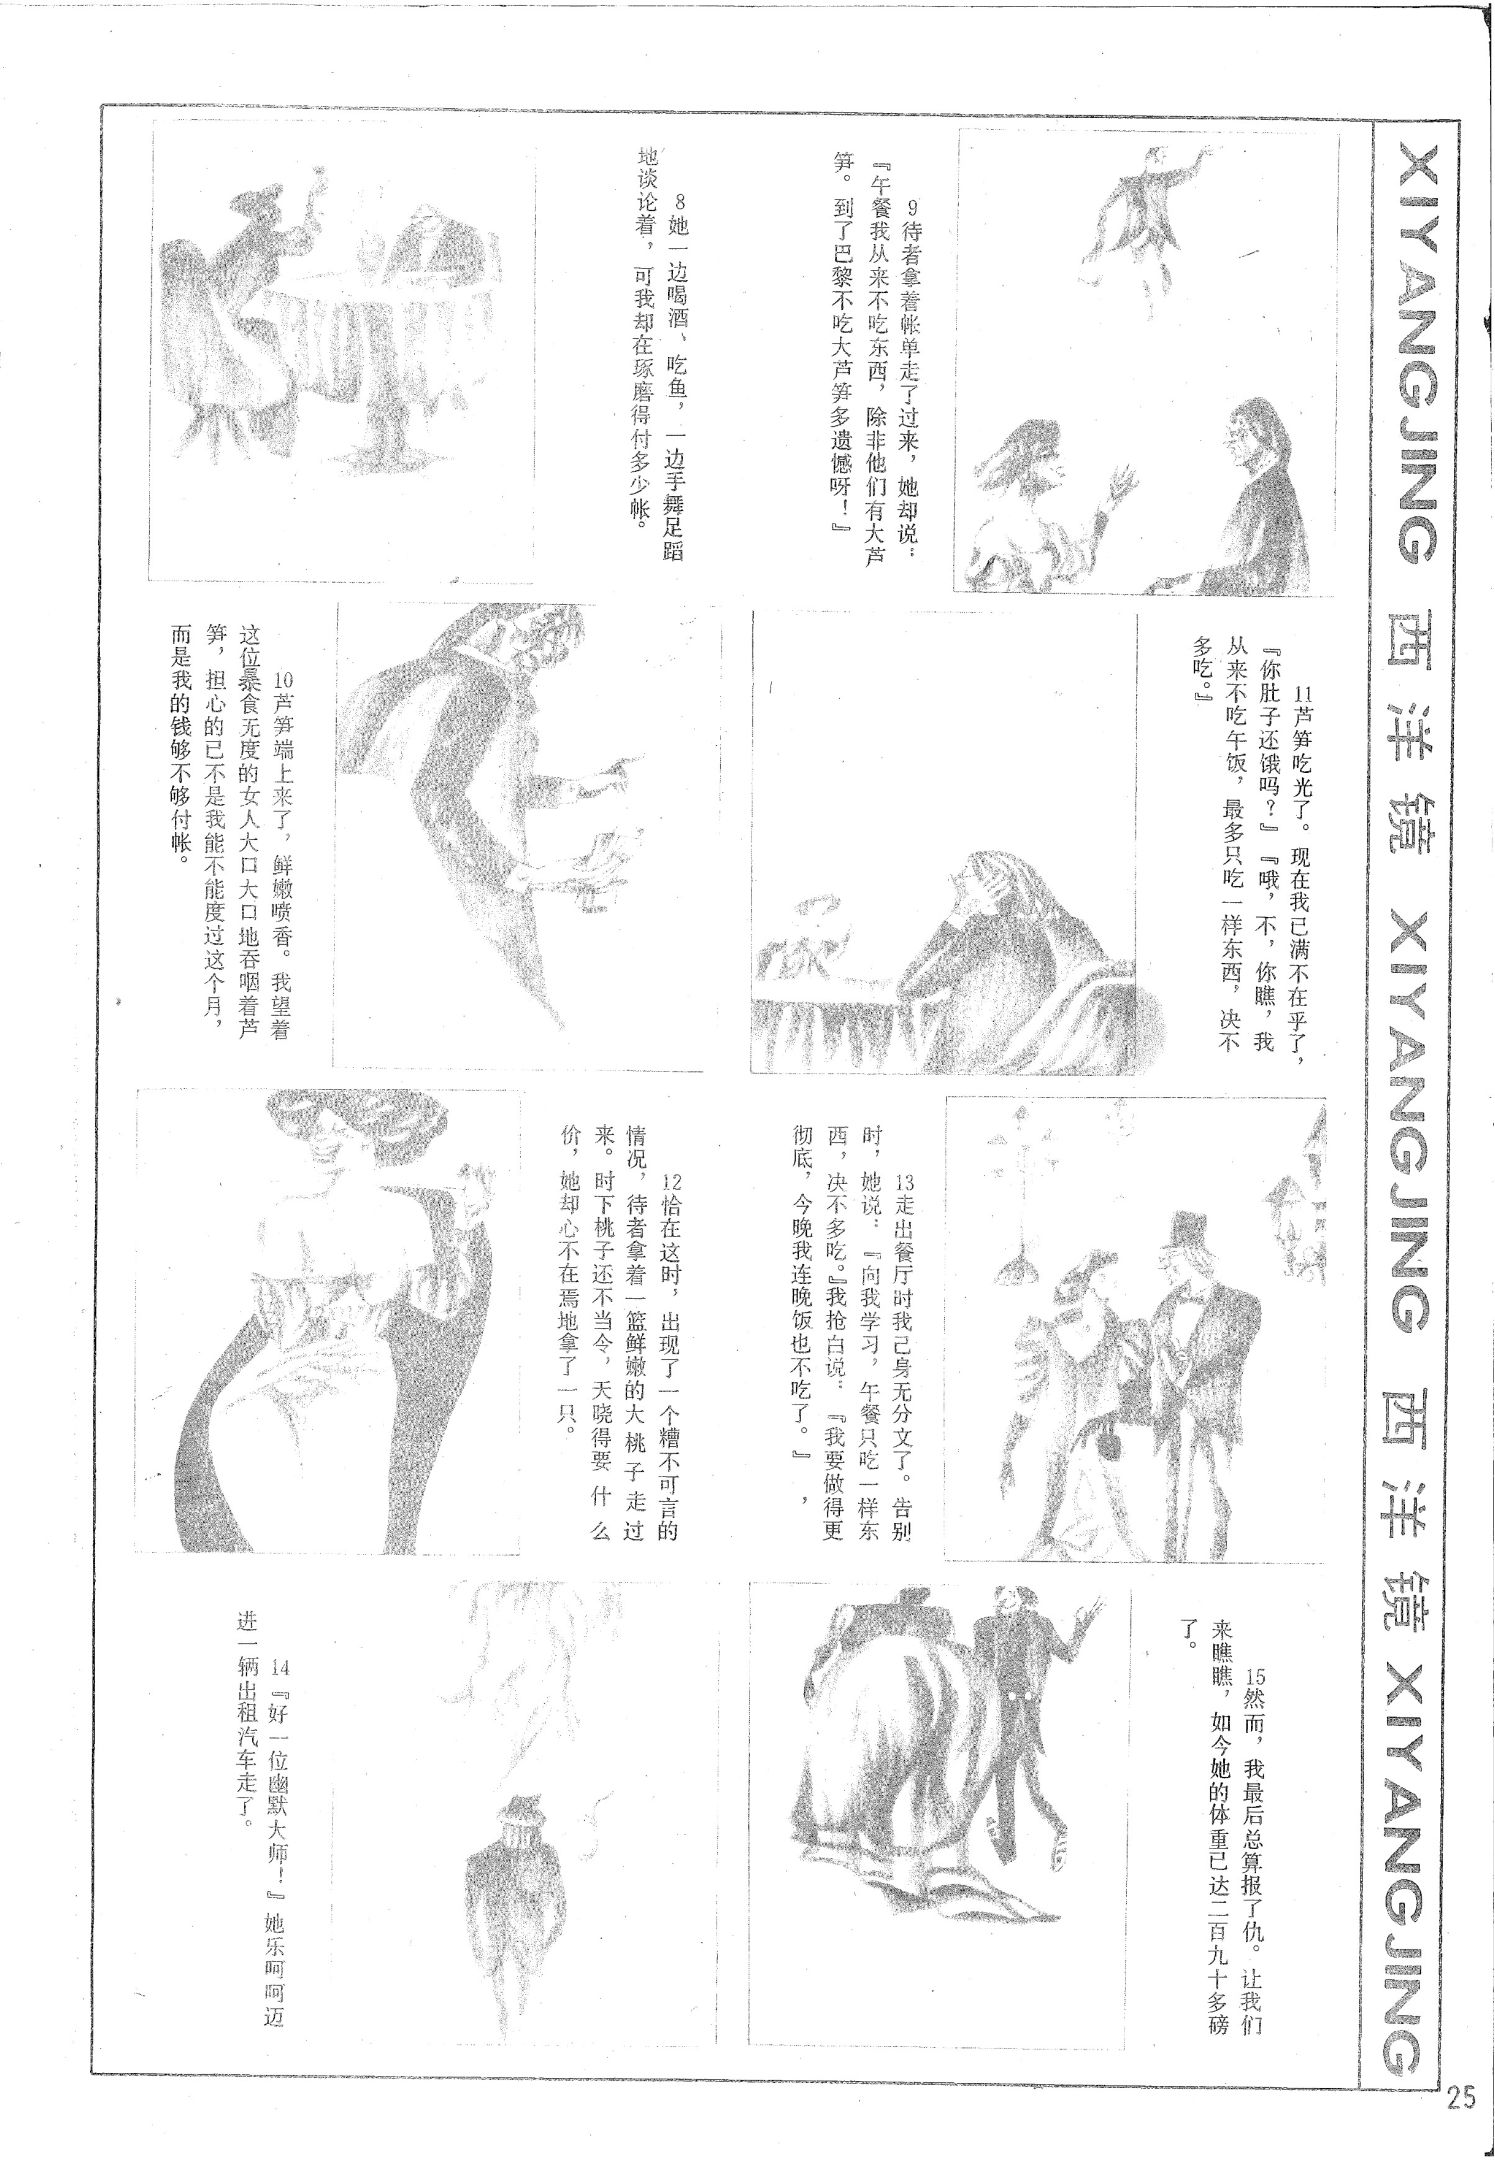 XIYANGJING 西洋镜 XIYANGJING 西洋镜 XIYANGJING
8她一边喝酒、吃鱼，一边手舞足蹈
地谈论着，可我却在琢磨得付多少帐。
9待者拿着帐单走了过来，她却说：
『午餐我从来不吃东西，除非他们有大芦
笋。到了巴黎不吃大芦笋多遗憾呀！』
10芦笋端上来了，鲜嫩喷香。我望着
这位暴食无度的女人大口大口地吞咽着芦
笋，担心的已不是我能不能度过这个月，
而是我的钱够不够付帐。
11芦笋吃光了。现在我已满不在乎了，
『你肚子还饿吗？』『哦，不，你瞧，我
从来不吃午饭，最多只吃一样东西，决不
多吃。』
12恰在这时，出现了一个糟不可言的
情况，待者拿着一篮鲜嫩的大桃子走过
来。时下桃子还不当令，天晓得要什么
价，她却心不在焉地拿了一只。
13走出餐厅时我已身无分文了。告别
时，她说：『向我学习，午餐只吃一样东
西，决不多吃。』我抢白说：『我要做得更
彻底，今晚我连晚饭也不吃了。』，
14『好一位幽默大师！』她乐呵呵迈
进一辆出租汽车走了。
15然而，我最后总算报了仇。让我们
来瞧瞧，如今她的体重已达二百九十多磅
了。
25